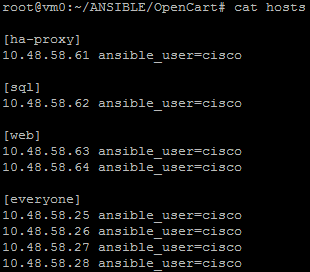 root@vm0:~/ANSIBLE/OpenCart# cat hosts
[ha-proxy]
10.48.58.61 ansible_user=cisco
[sql]
10.48.58.62 ansible_user=cisco
[web]
10.48.58.63 ansible_user=cisco
10.48.58.64 ansible_user=cisco
[everyone]
10.48.58.25 ansible_user=cisco
10.48.58.26 ansible_user=cisco
10.48.58.27 ansible_user=cisco
10.48.58.28 ansible_user=cisco